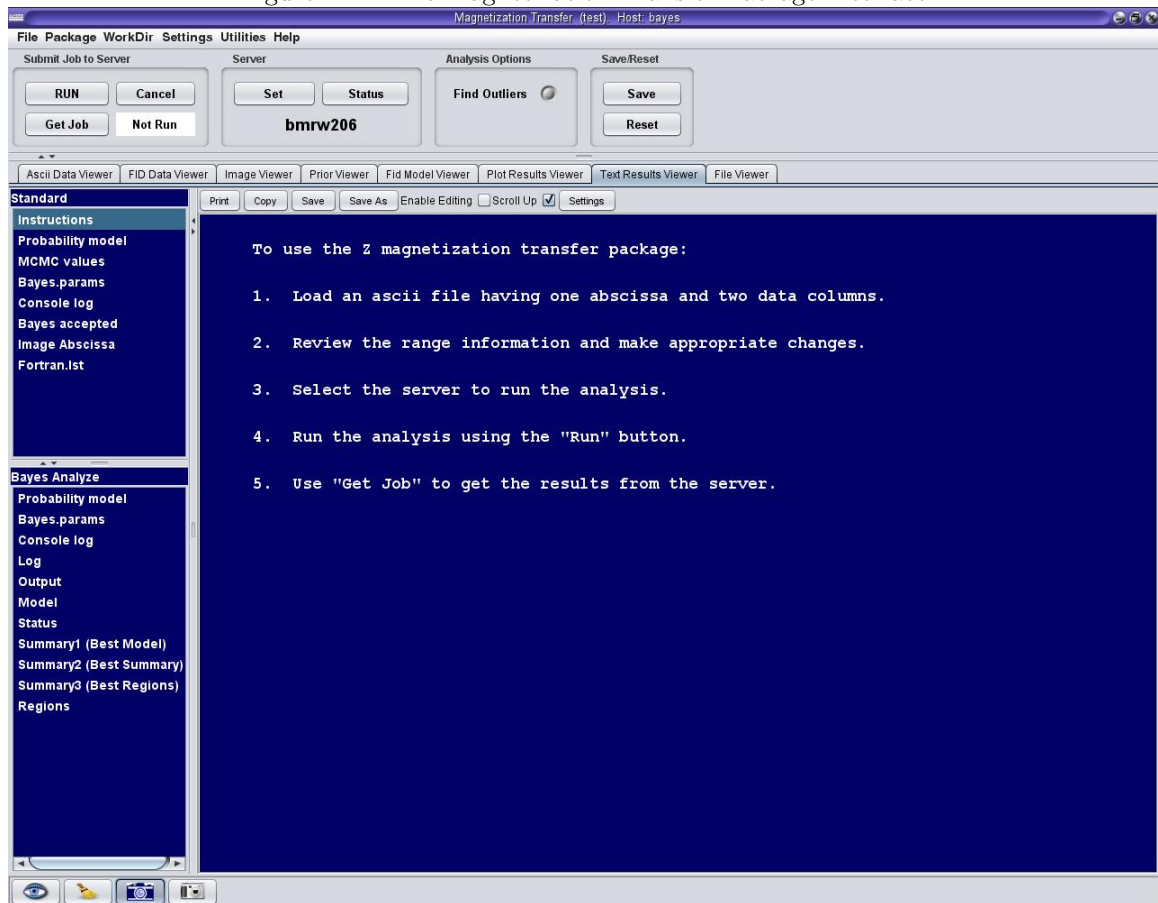 Magnetization Transfer (test). Host: bayes
File Package WorkDir Settings Utilities Help
Submit Job to Server Server Analysis Options Save/Reset
RUN Cancel Set Status Find Outliers Save
Get Job Not Run bmrw206 Reset
Ascii Data Viewer FID Data Viewer Image Viewer Prior Viewer Fid Model Viewer Plot Results Viewer Text Results Viewer File Viewer
Standard
Print Copy Save Save As Enable Editing Scroll Up Settings
Instructions
Probability model
MCMC values
Bayes.params
Console log
Bayes accepted
Image Abscissa
Fortran.lst
To use the Z magnetization transfer package:
1. Load an ascii file having one abscissa and two data columns.
2. Review the range information and make appropriate changes.
3. Select the server to run the analysis.
4. Run the analysis using the "Run" button.
5. Use "Get Job" to get the results from the server.
Bayes Analyze
Probability model
Bayes.params
Console log
Log
Output
Model
Status
Summary1 (Best Model)
Summary2 (Best Summary)
Summary3 (Best Regions)
Regions